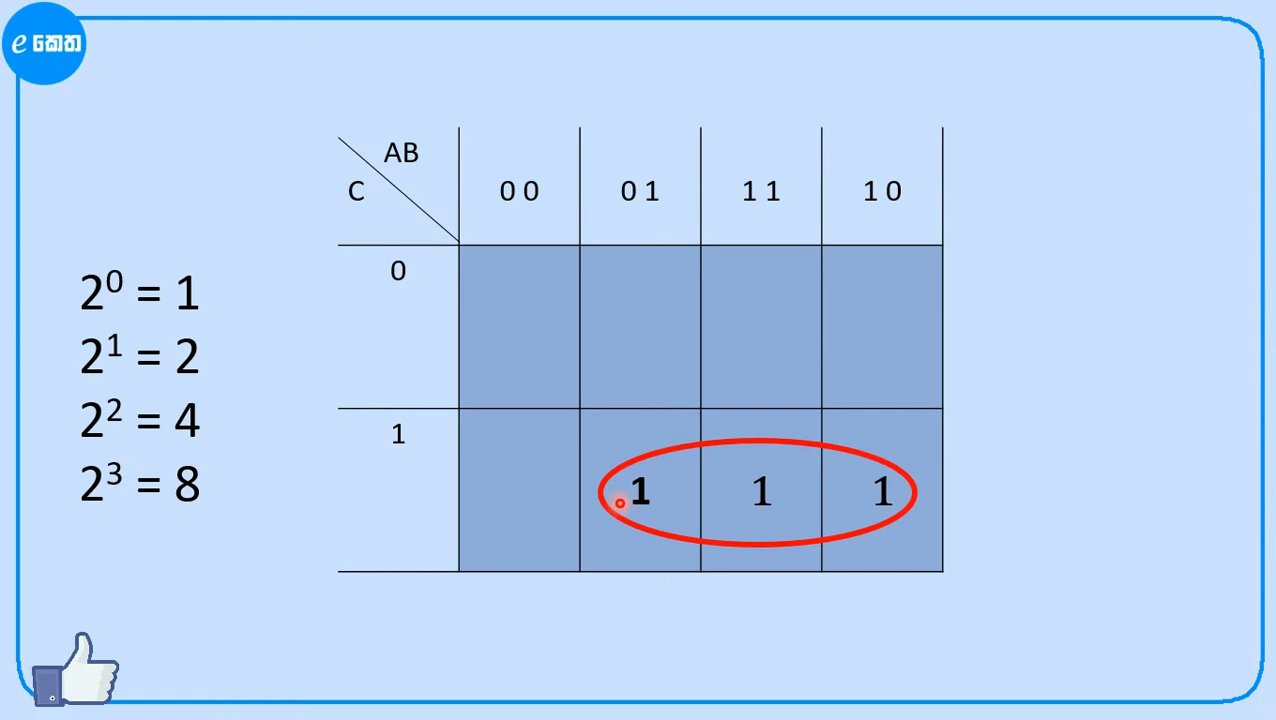 e කෙත
AB
C
0 0
0 1
1 1
1 0
0
1
1
1
1
2⁰ = 1
2¹ = 2
2² = 4
2³ = 8